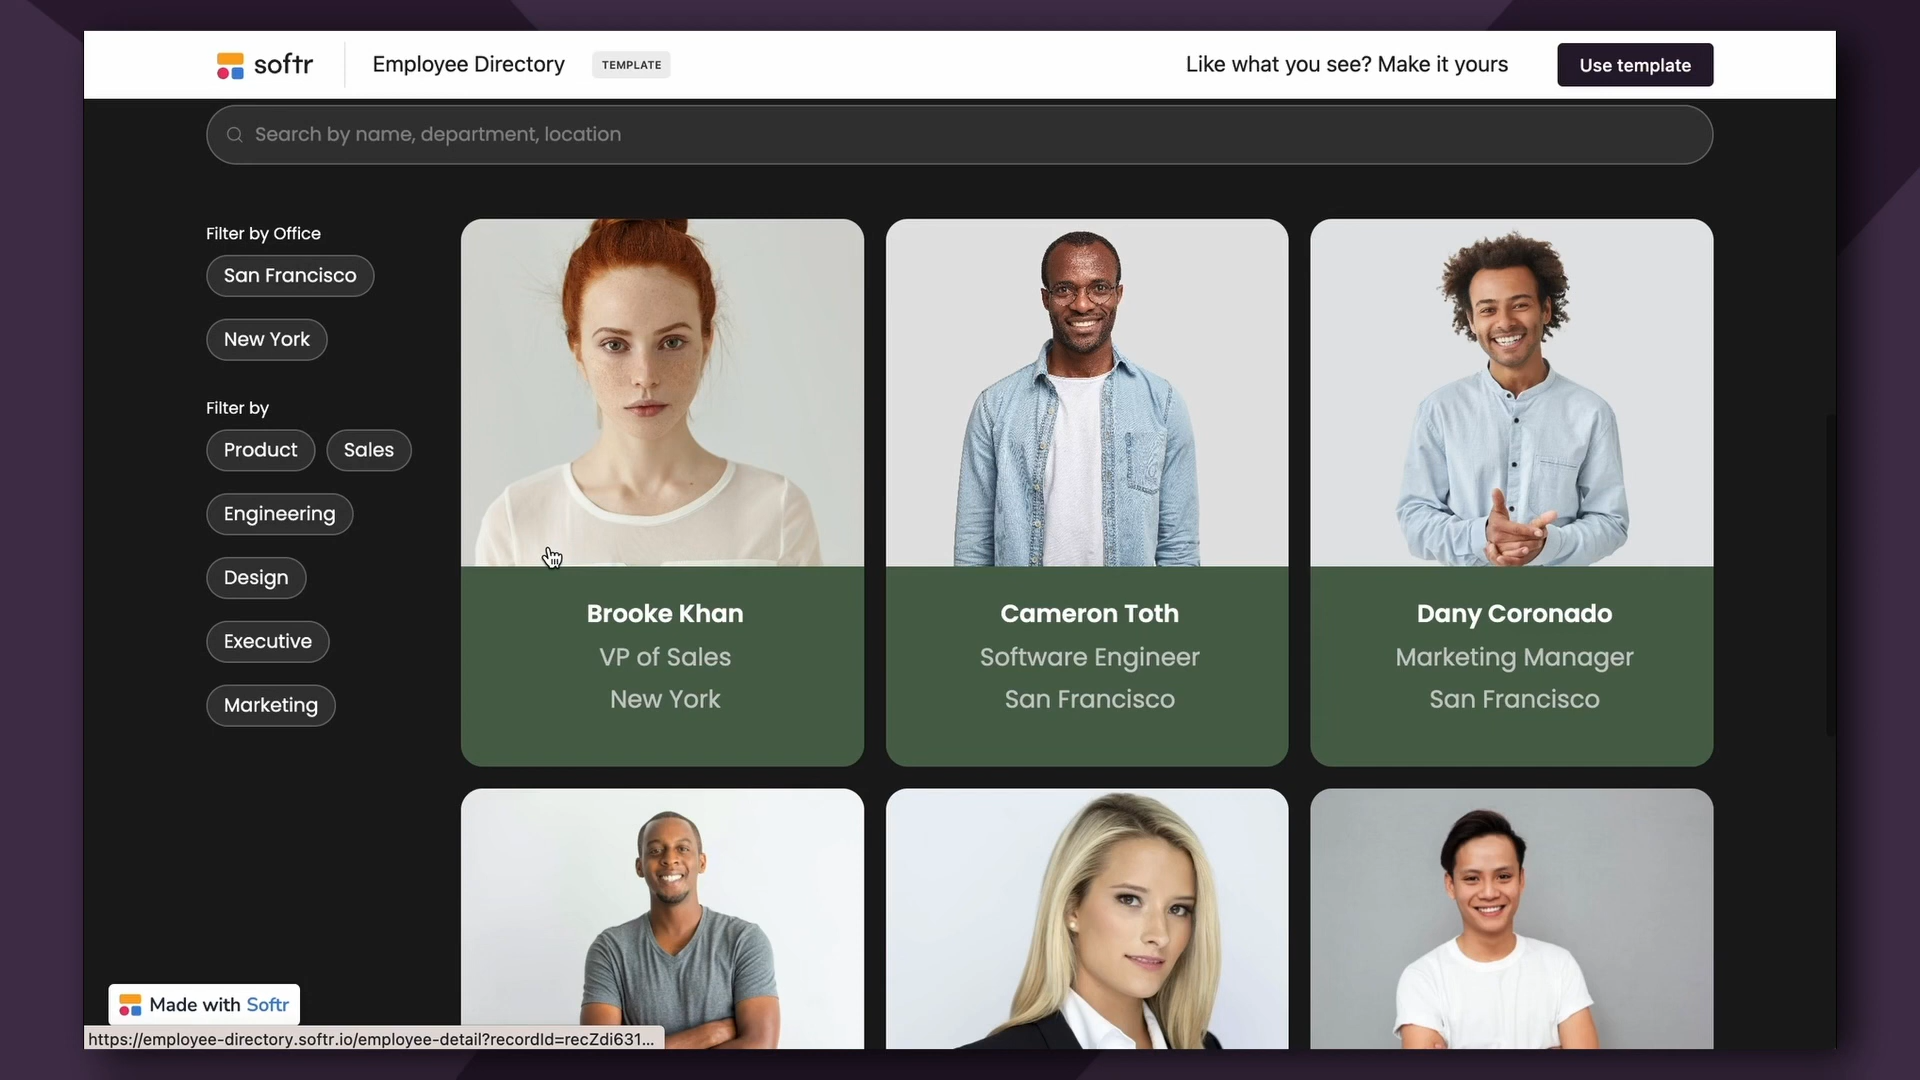 softr
Employee Directory
TEMPLATE
Like what you see? Make it yours
Use template
Search by name, department, location
Filter by Office
San Francisco
New York
Filter by
Product
Sales
Engineering
Design
Executive
Marketing
Brooke Khan
VP of Sales
New York
Cameron Toth
Software Engineer
San Francisco
Dany Coronado
Marketing Manager
San Francisco
Made with Softr
https://employee-directory.softr.io/employee-detail?recordId=recZdi631...